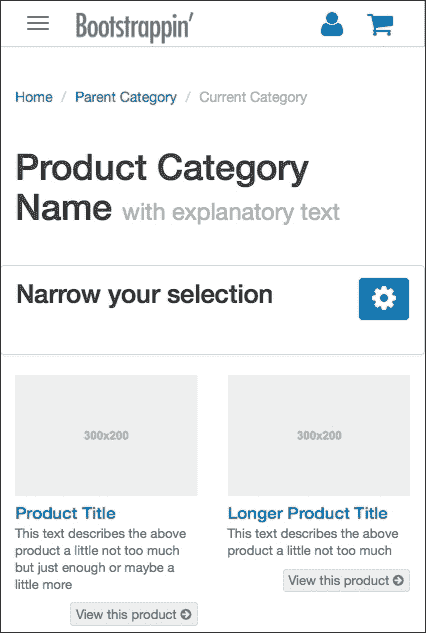 Bootstrappin'
Home / Parent Category / Current Category
Product Category
Name with explanatory text
Narrow your selection
300x200
300x200
Product Title
This text describes the above
product a little not too much
but just enough or maybe a
little more
View this product
Longer Product Title
This text describes the above
product a little not too much
View this product